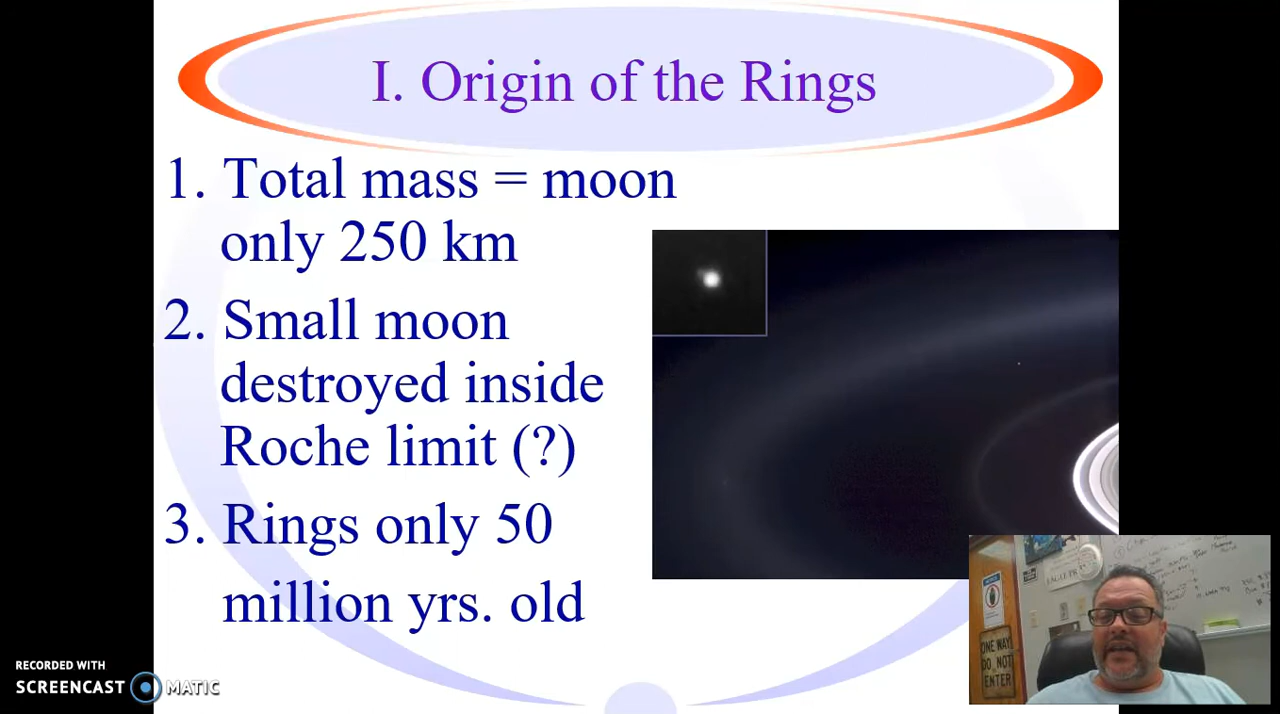 I. Origin of the Rings
1. Total mass = moon
only 250 km
2. Small moon
destroyed inside
Roche limit (?)
3. Rings only 50
million yrs. old
ONE WAY
DO NOT
ENTER
RECORDED WITH
SCREENCAST MATIC